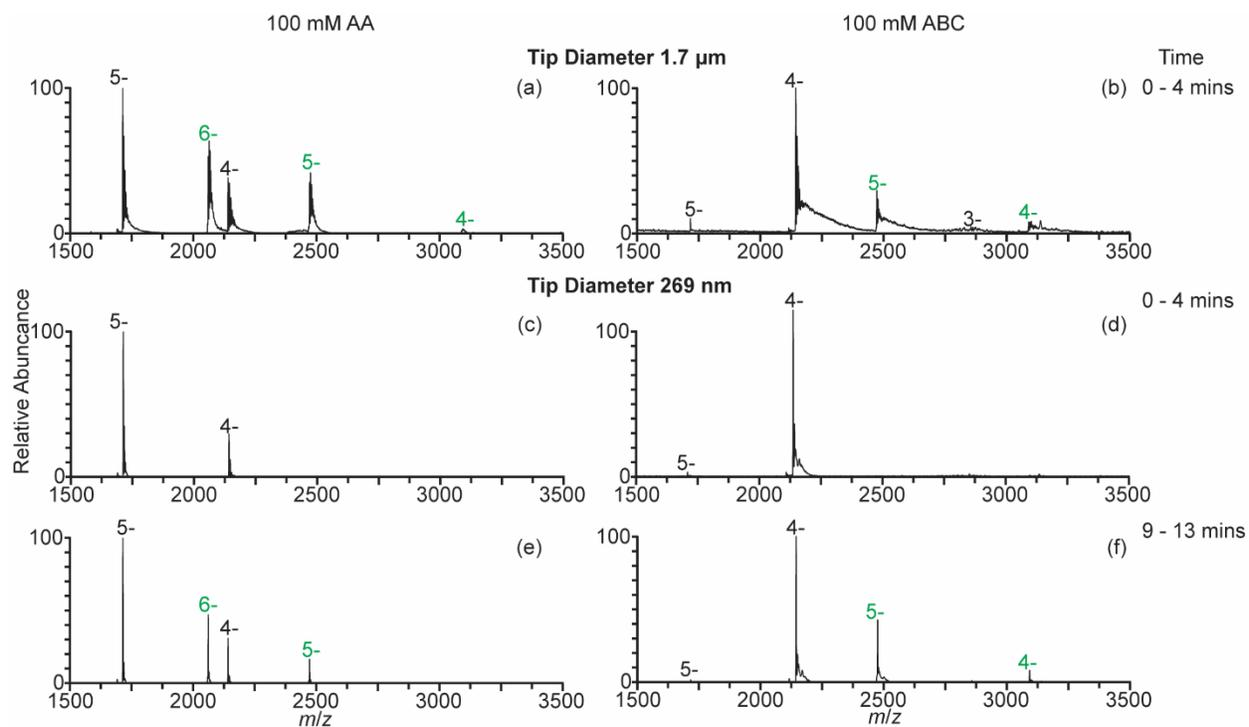 100 mM AA 100 mM ABC
Tip Diameter 1.7 µm Time
(a) (b) 0 - 4 mins
100 5- 6- 4- 5- 4-
0
1500 2000 2500 3000 3500
100 4- 5- 5- 3- 4-
0
1500 2000 2500 3000 3500
Tip Diameter 269 nm 0 - 4 mins
Relative Abuncance
(c) (d)
100 5- 4-
0
1500 2000 2500 3000 3500
100 4- 5-
0
1500 2000 2500 3000 3500
(e) (f) 9 - 13 mins
100 5- 6- 4- 5-
0
1500 2000 2500 3000 3500
m/z
100 4- 5- 5- 4-
0
1500 2000 2500 3000 3500
m/z